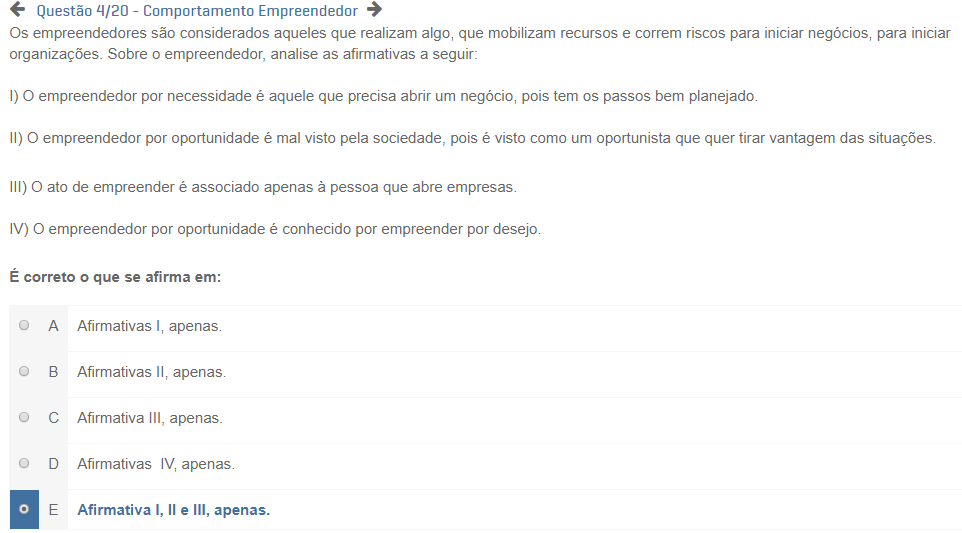 Questão 4/20 - Comportamento Empreendedor
Os empreendedores são considerados aqueles que realizam algo, que mobilizam recursos e correm riscos para iniciar negócios, para iniciar
organizações. Sobre o empreendedor, analise as afirmativas a seguir:
I) O empreendedor por necessidade é aquele que precisa abrir um negócio, pois tem os passos bem planejado.
II) O empreendedor por oportunidade é mal visto pela sociedade, pois é visto como um oportunista que quer tirar vantagem das situações.
III) O ato de empreender é associado apenas à pessoa que abre empresas.
IV) O empreendedor por oportunidade é conhecido por empreender por desejo.
É correto o que se afirma em:
A Afirmativas I, apenas.
B Afirmativas II, apenas.
C Afirmativa III, apenas.
D Afirmativas IV, apenas.
E Afirmativa I, II e III, apenas.